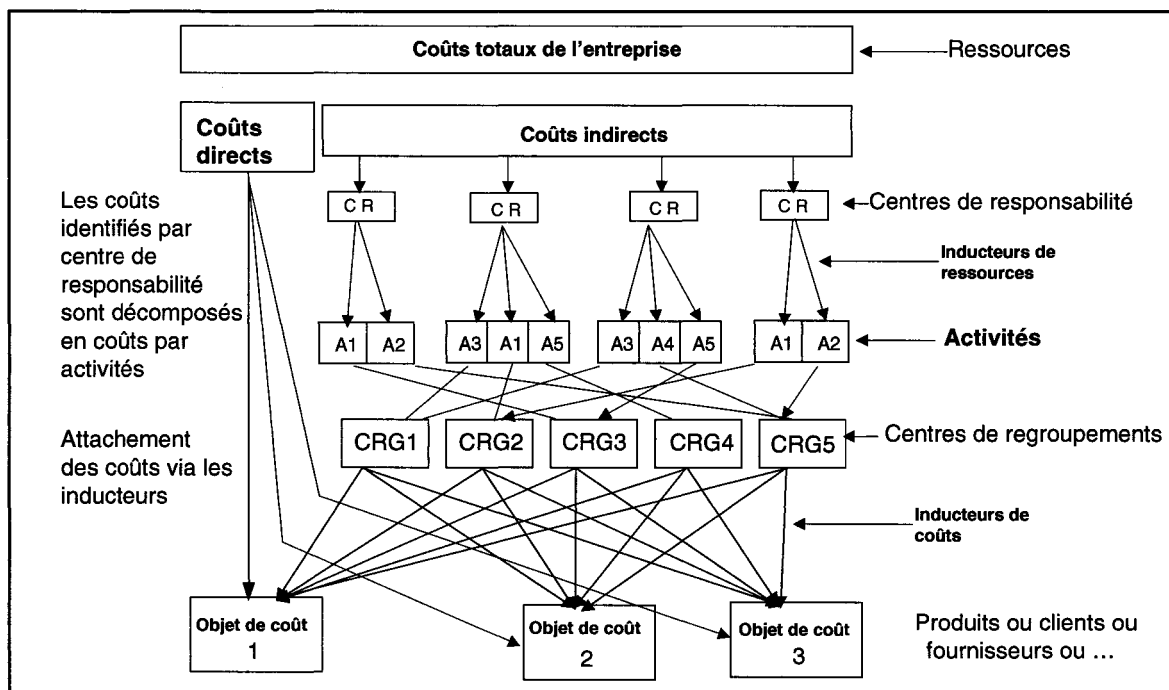 Coûts totaux de l'entreprise
Ressources
Coûts
directs
Coûts indirects
Les coûts
identifiés par
centre de
responsabilité
sont décomposés
en coûts par
activités
C R
C R
C R
C R
Centres de responsabilité
Inducteurs de
ressources
A1 A2
A3 A1 A5
A3 A4 A5
A1 A2
Activités
Attachement
des coûts via les
inducteurs
CRG1
CRG2
CRG3
CRG4
CRG5
Centres de regroupements
Inducteurs de
coûts
Objet de coût
1
Objet de coût
2
Objet de coût
3
Produits ou clients ou
fournisseurs ou ...